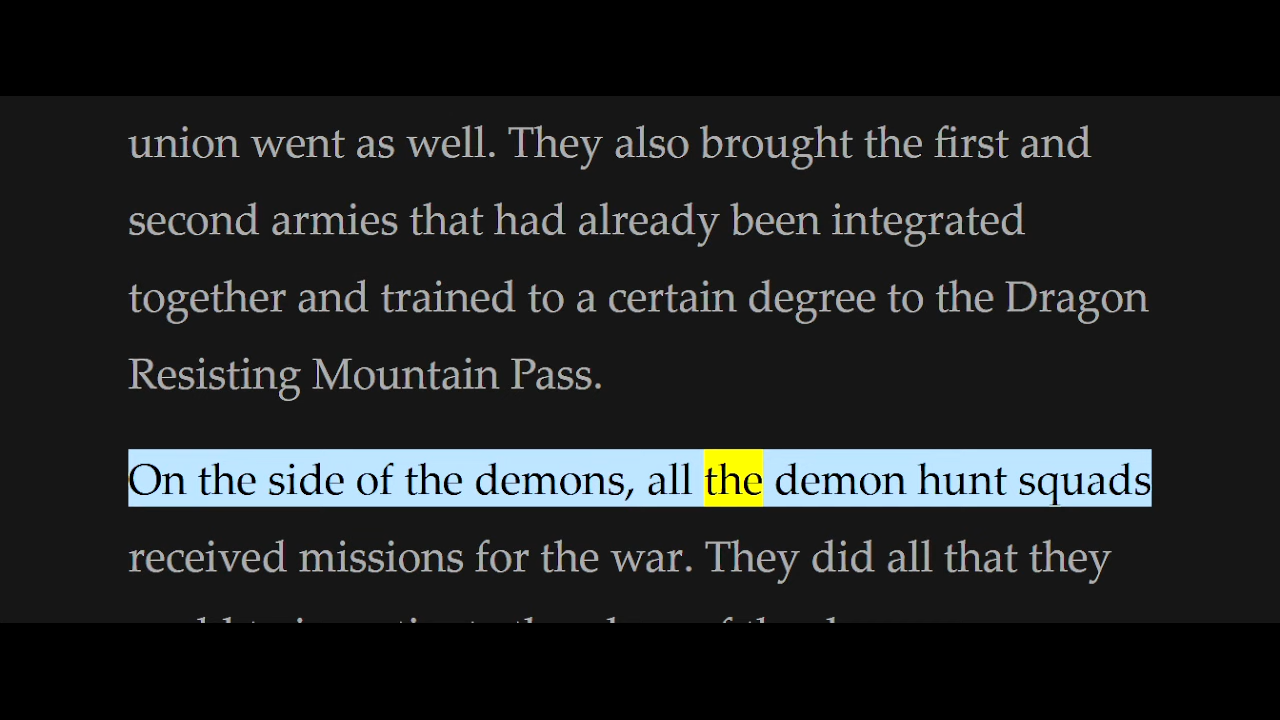 union went as well. They also brought the first and
second armies that had already been integrated
together and trained to a certain degree to the Dragon
Resisting Mountain Pass.
On the side of the demons, all the demon hunt squads
received missions for the war. They did all that they